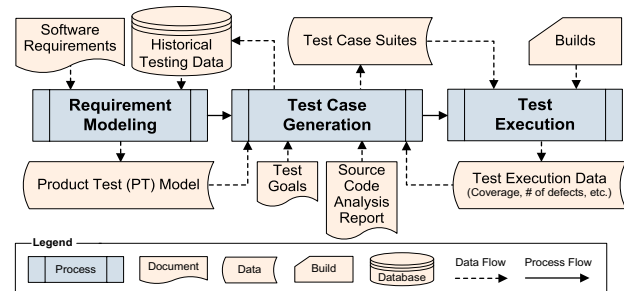 Software
Requirements
Historical
Testing Data
Test Case Suites
Builds
Requirement
Modeling
Test Case
Generation
Test
Execution
Product Test (PT) Model
Test
Goals
Source
Code
Analysis
Report
Test Execution Data
(Coverage, # of defects, etc.)
Legend
Process
Document
Data
Build
Database
Data Flow
Process Flow